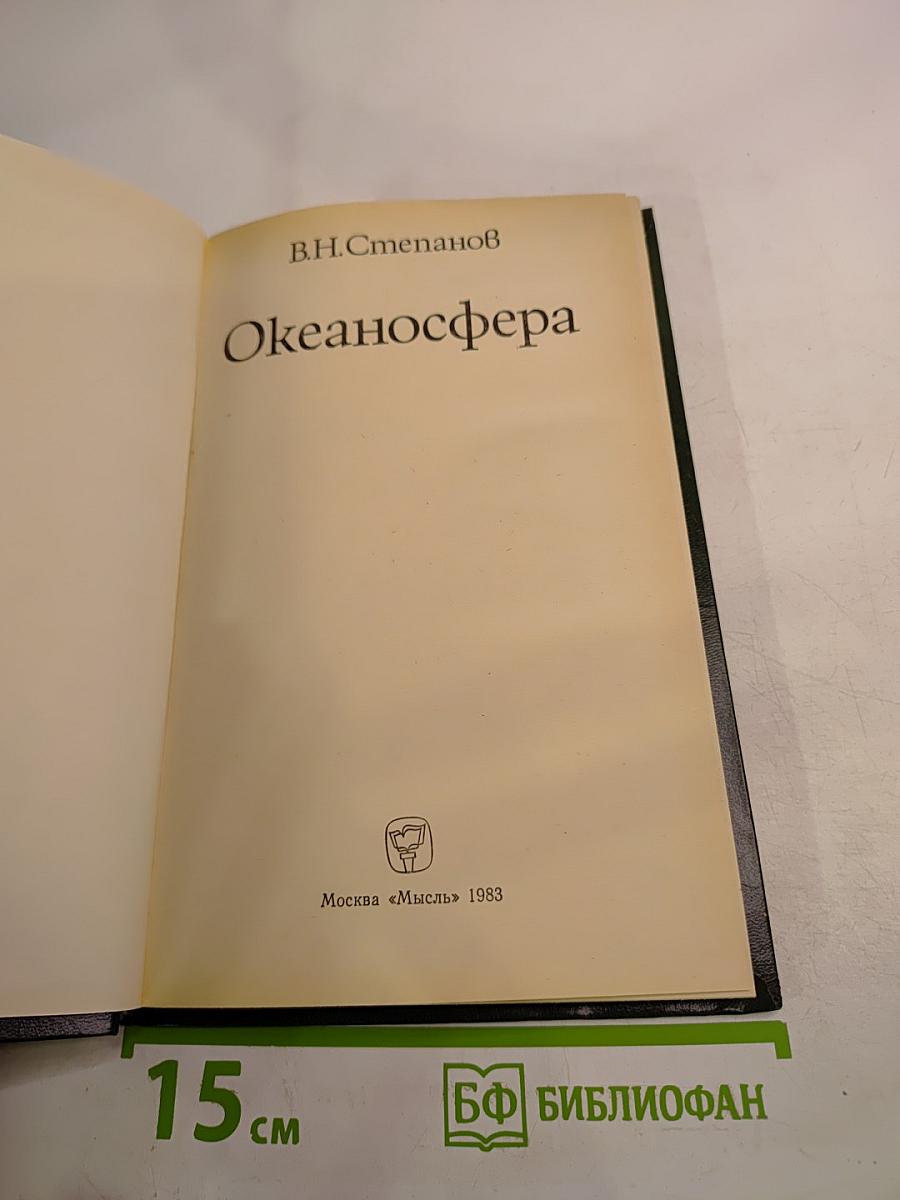 В.Н.Степанов
Океаносфера
Москва «Мысль» 1983
15 см
БФ БИБЛИОФАН